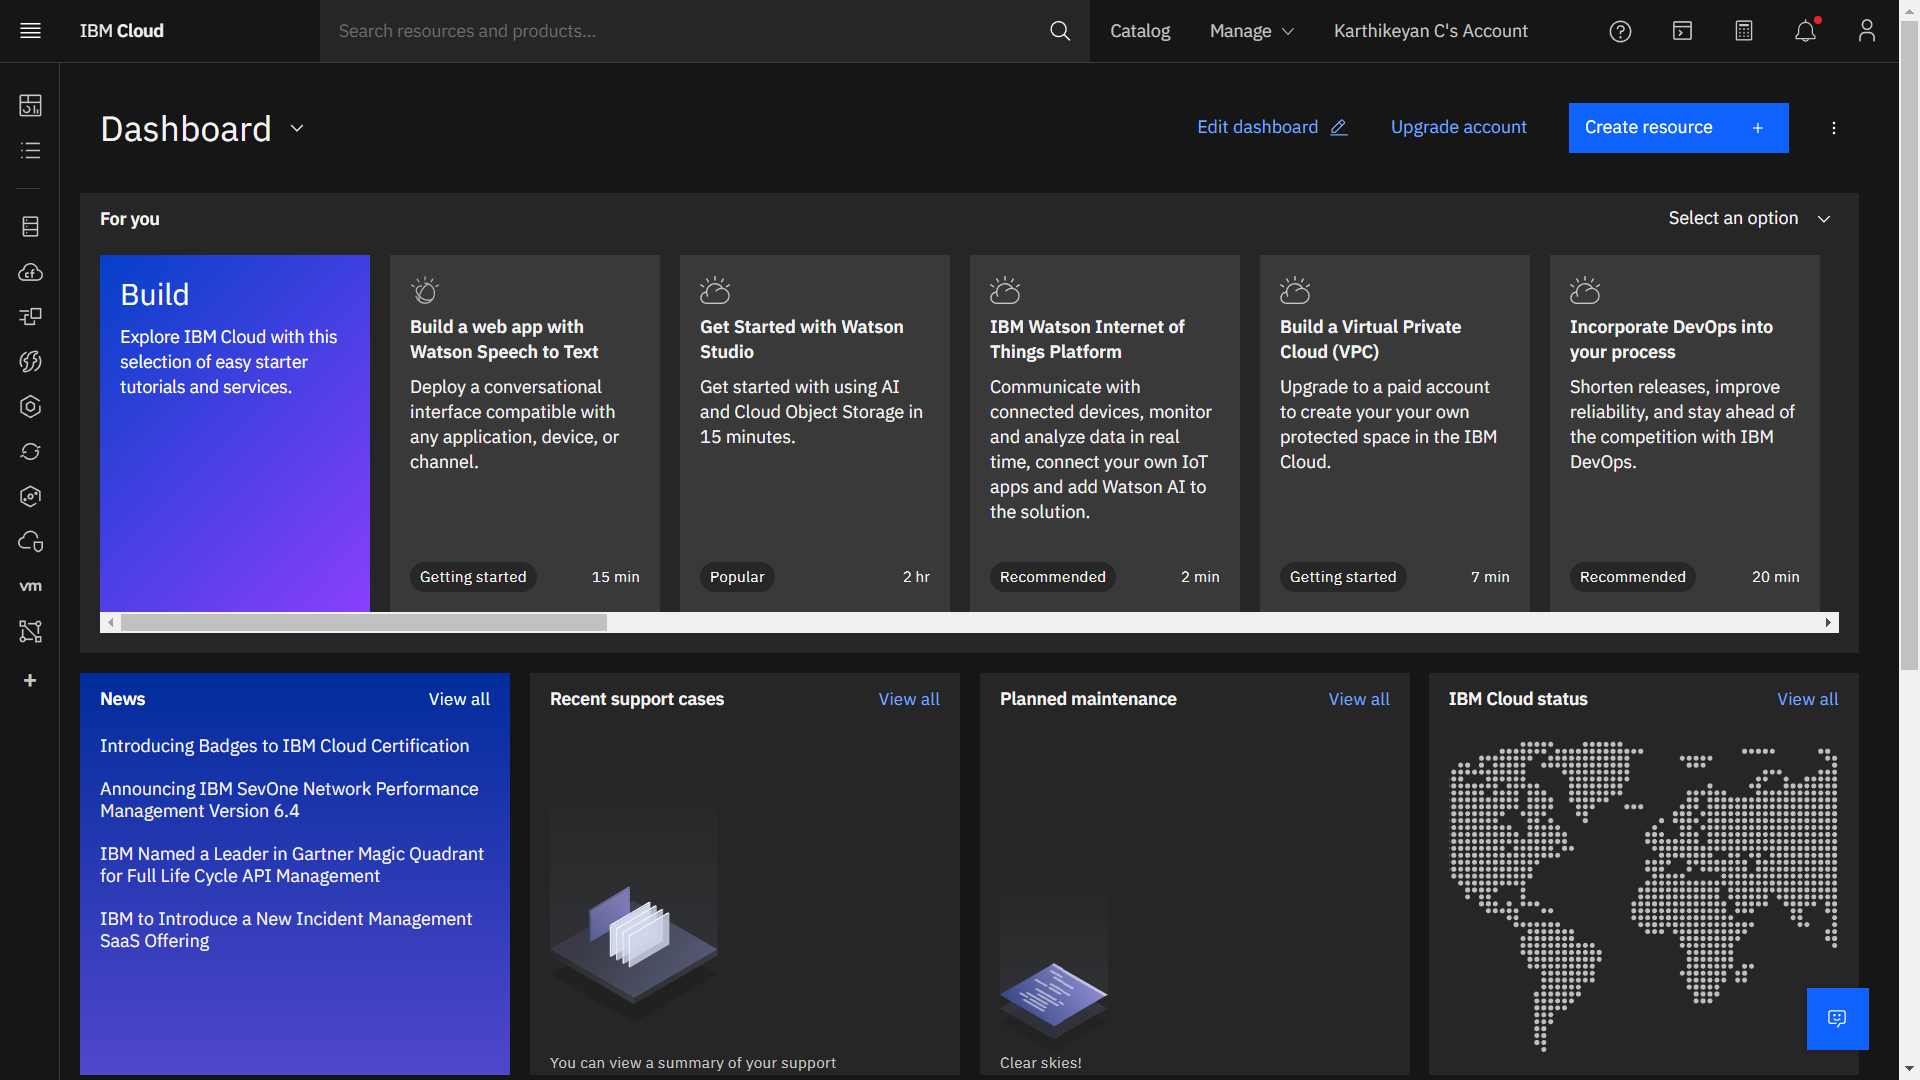 IBM Cloud
Search resources and products...
Catalog
Manage
Karthikeyan C's Account
Dashboard
Edit dashboard
Upgrade account
Create resource +
For you
Select an option
Build
Explore IBM Cloud with this
selection of easy starter
tutorials and services.
Build a web app with
Watson Speech to Text
Deploy a conversational
interface compatible with
any application, device, or
channel.
Getting started
15 min
Get Started with Watson
Studio
Get started with using AI
and Cloud Object Storage in
15 minutes.
Popular
2 hr
IBM Watson Internet of
Things Platform
Communicate with
connected devices, monitor
and analyze data in real
time, connect your own IoT
apps and add Watson AI to
the solution.
Recommended
2 min
Build a Virtual Private
Cloud (VPC)
Upgrade to a paid account
to create your your own
protected space in the IBM
Cloud.
Getting started
7 min
Incorporate DevOps into
your process
Shorten releases, improve
reliability, and stay ahead of
the competition with IBM
DevOps.
Recommended
20 min
cf
vm
News
View all
Introducing Badges to IBM Cloud Certification
Announcing IBM SevOne Network Performance
Management Version 6.4
IBM Named a Leader in Gartner Magic Quadrant
for Full Life Cycle API Management
IBM to Introduce a New Incident Management
SaaS Offering
Recent support cases
View all
You can view a summary of your support
Planned maintenance
View all
Clear skies!
IBM Cloud status
View all